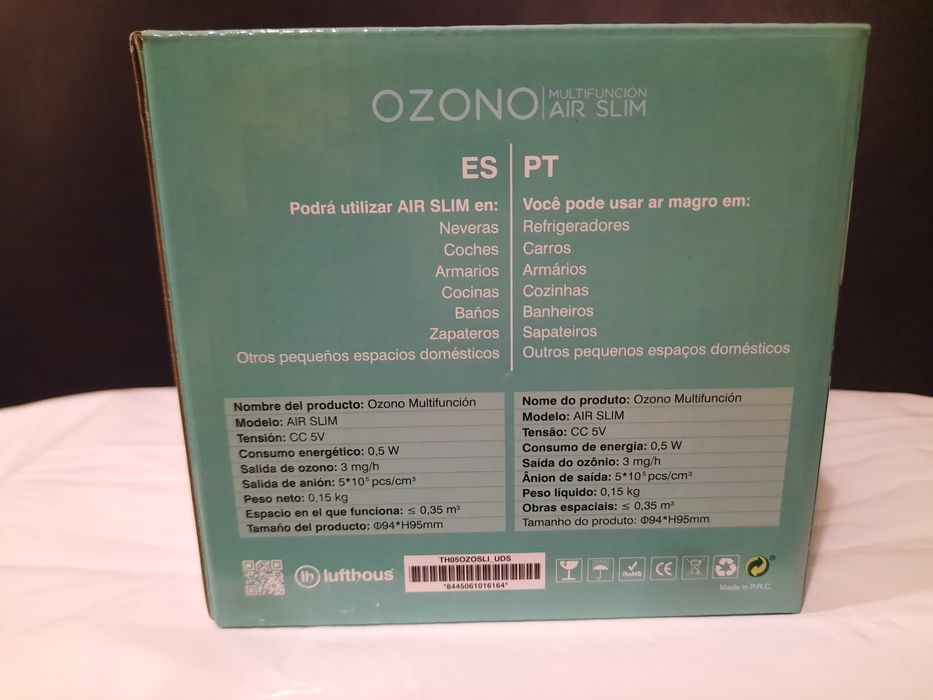 OZONO MULTIFUNCIÓN
AIR SLIM
ES
Podrá utilizar AIR SLIM en:
Neveras
Coches
Armarios
Cocinas
Baños
Zapateros
Otros pequeños espacios domésticos
PT
Você pode usar ar magro em:
Refrigeradores
Carros
Armários
Cozinhas
Banheiros
Sapateiros
Outros pequenos espaços domésticos
Nombre del producto: Ozono Multifunción
Modelo: AIR SLIM
Tensión: CC 5V
Consumo energético: 0,5 W
Salida de ozono: 3 mg/h
Salida de anión: 5*10⁵ pcs/cm³
Peso neto: 0,15 kg
Espacio en el que funciona: ≤ 0,35 m³
Tamaño del producto: Φ94*H95mm
Nome do produto: Ozono Multifunción
Modelo: AIR SLIM
Tensão: CC 5V
Consumo de energia: 0,5 W
Saída do ozônio: 3 mg/h
Ânion de saída: 5*10⁵ pcs/cm³
Peso líquido: 0,15 kg
Obras espaciais: ≤ 0,35 m³
Tamanho do produto: Φ94*H95mm
lh lufthous
TH05OZOSLI_UDS
*8445061016164*
RoHS
CE
Made in P.R.C.